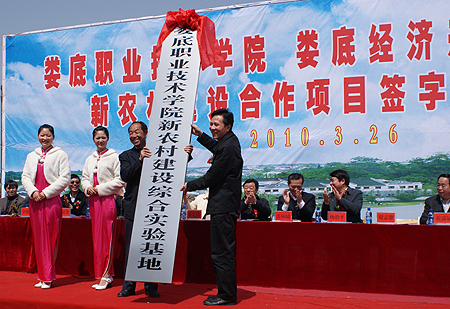 娄底职业技术学院 娄底经济
新农村建设合作项目签字
2010.3.26
娄底职业技术学院新农村建设综合实验基地